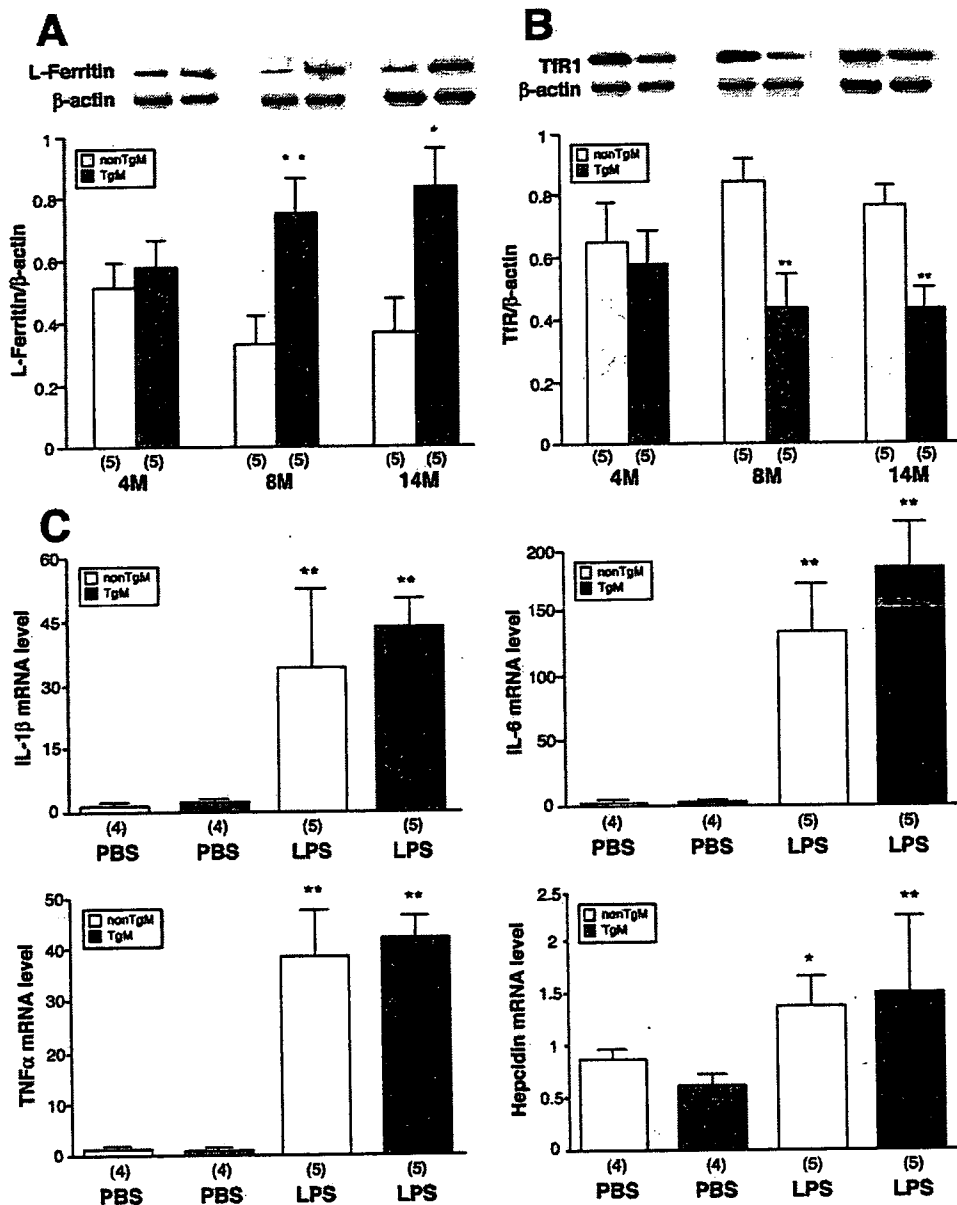 A
L-Ferritin
β-actin
L-Ferritin/β-actin
1
0.8
0.6
0.4
0.2
0
nonTgM
TgM
* *
*
(5) (5) (5) (5) (5) (5)
4M 8M 14M
B
TfR1
β-actin
TfR/β-actin
1
0.8
0.6
0.4
0.2
0
nonTgM
TgM
**
**
(5) (5) (5) (5) (5) (5)
4M 8M 14M
C
IL-1β mRNA level
60
45
30
15
0
nonTgM
TgM
** **
(4) (4) (5) (5)
PBS PBS LPS LPS
IL-6 mRNA level
200
150
100
50
0
nonTgM
TgM
** **
(4) (4) (5) (5)
PBS PBS LPS LPS
TNFα mRNA level
50
40
30
20
10
0
nonTgM
TgM
** **
(4) (4) (5) (5)
PBS PBS LPS LPS
Hepcidin mRNA level
2.5
2
1.5
1
0.5
0
nonTgM
TgM
* **
(4) (4) (5) (5)
PBS PBS LPS LPS